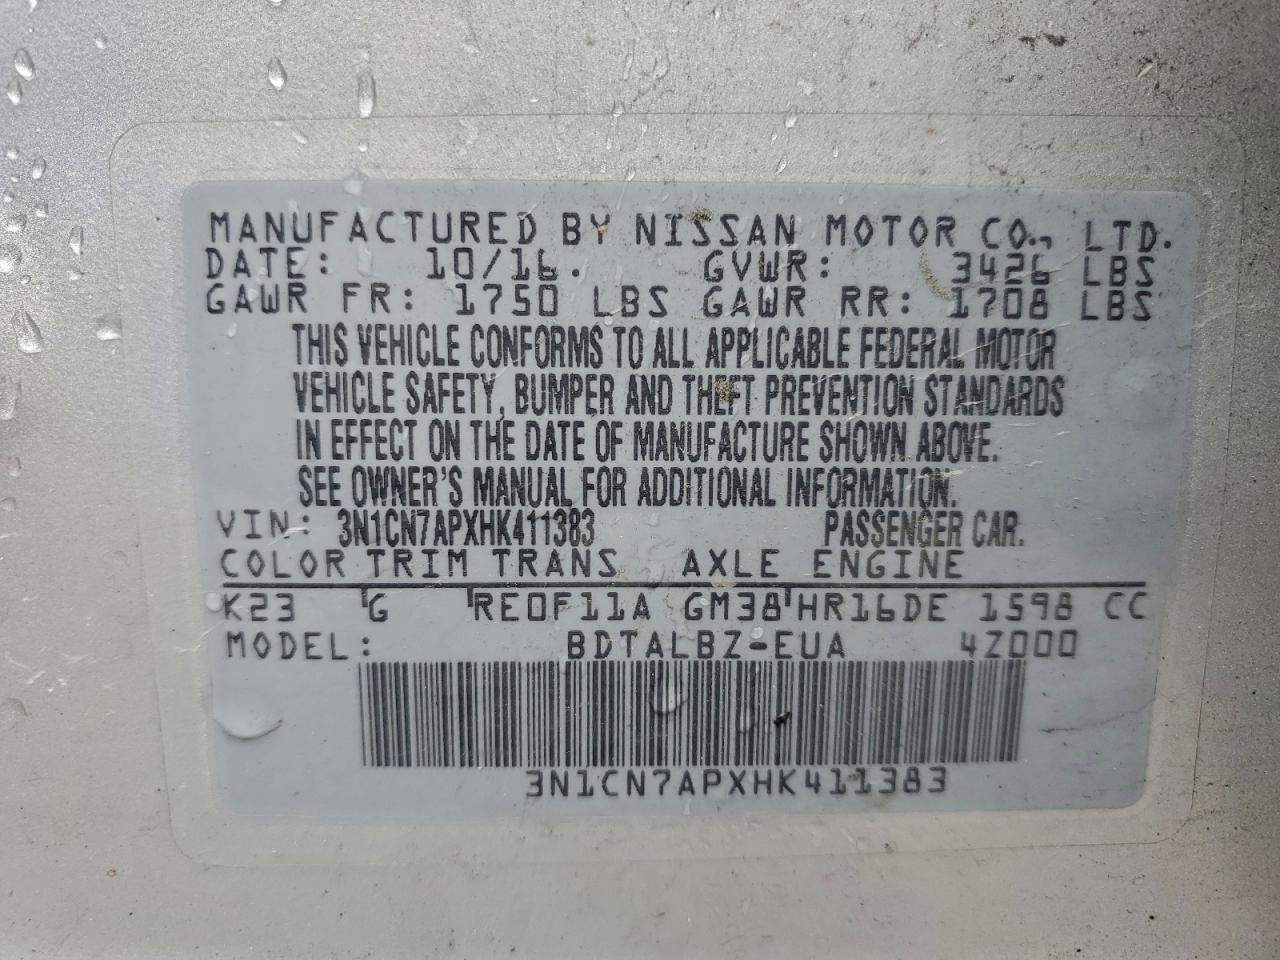 MANUFACTURED BY NISSAN MOTOR CO., LTD.
DATE: 10/16. GVWR: 3426 LBS
GAWR FR: 1750 LBS GAWR RR: 1708 LBS
THIS VEHICLE CONFORMS TO ALL APPLICABLE FEDERAL MOTOR
VEHICLE SAFETY, BUMPER AND THEFT PREVENTION STANDARDS
IN EFFECT ON THE DATE OF MANUFACTURE SHOWN ABOVE.
SEE OWNER'S MANUAL FOR ADDITIONAL INFORMATION.
VIN: 3N1CN7APXHK411383 PASSENGER CAR.
COLOR TRIM TRANS AXLE ENGINE
K23 G RE0F11A GM38 HR16DE 1598 CC
MODEL: BDTALBZ-EUA 4Z000
3N1CN7APXHK411383